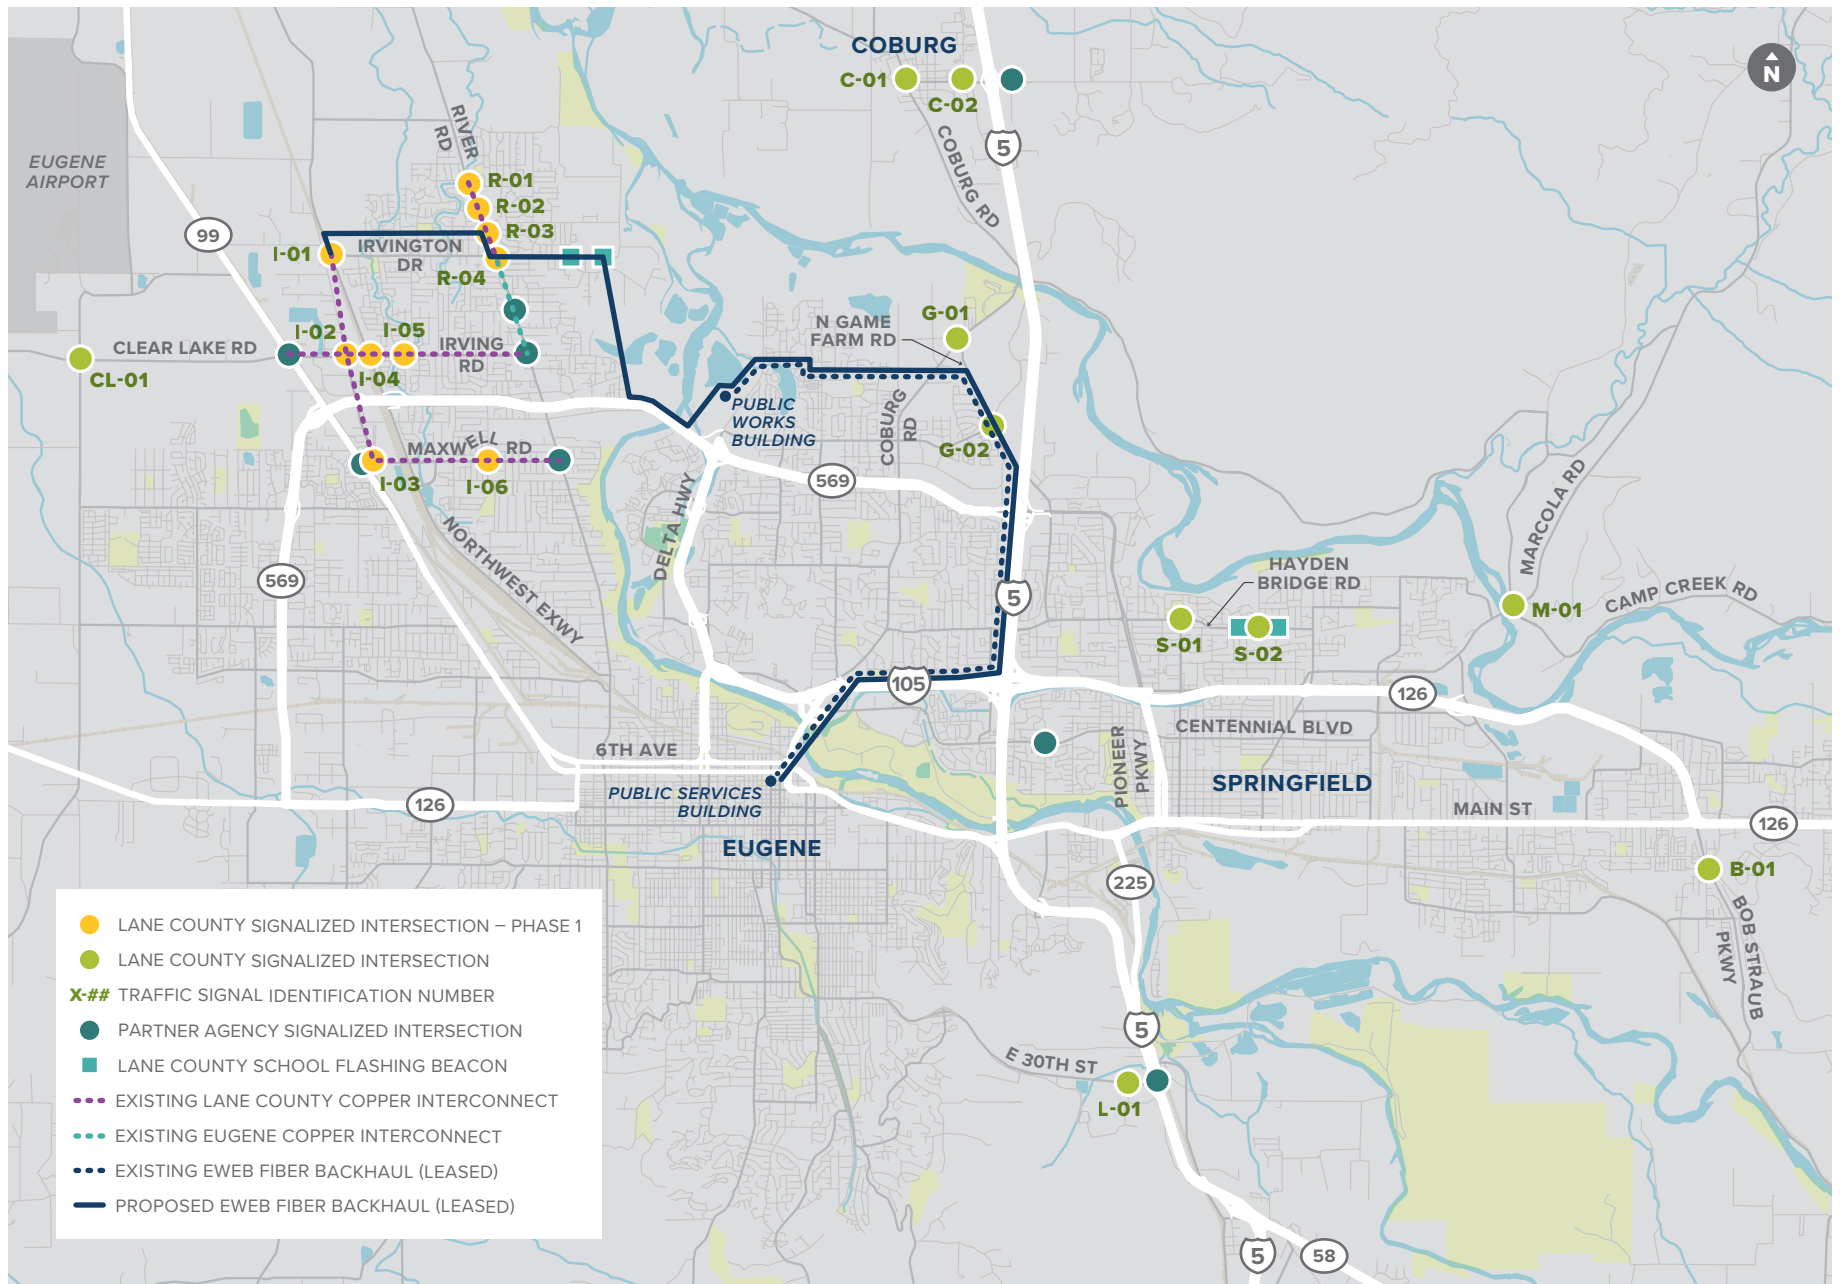 COBURG
C-01
C-02
N
5
COBURG RD
RIVER
RD
EUGENE
AIRPORT
R-01
R-02
R-03
99
I-01
IRVINGTON
DR
R-04
I-02
I-05
CLEAR LAKE RD
IRVING
RD
CL-01
I-04
N GAME
FARM RD
G-01
PUBLIC
WORKS
BUILDING
COBURG
RD
G-02
MAXWELL RD
I-03
I-06
569
DELTA HWY
NORTHWEST EXWY
569
5
HAYDEN
BRIDGE RD
MARCOLA RD
CAMP CREEK RD
M-01
S-01
S-02
105
126
CENTENNIAL BLVD
PIONEER
PKWY
6TH AVE
PUBLIC SERVICES
BUILDING
126
SPRINGFIELD
MAIN ST
126
EUGENE
225
B-01
BOB STRAUB
PKWY
5
E 30TH ST
L-01
5
58
LANE COUNTY SIGNALIZED INTERSECTION – PHASE 1
LANE COUNTY SIGNALIZED INTERSECTION
X-## TRAFFIC SIGNAL IDENTIFICATION NUMBER
PARTNER AGENCY SIGNALIZED INTERSECTION
LANE COUNTY SCHOOL FLASHING BEACON
EXISTING LANE COUNTY COPPER INTERCONNECT
EXISTING EUGENE COPPER INTERCONNECT
EXISTING EWEB FIBER BACKHAUL (LEASED)
PROPOSED EWEB FIBER BACKHAUL (LEASED)